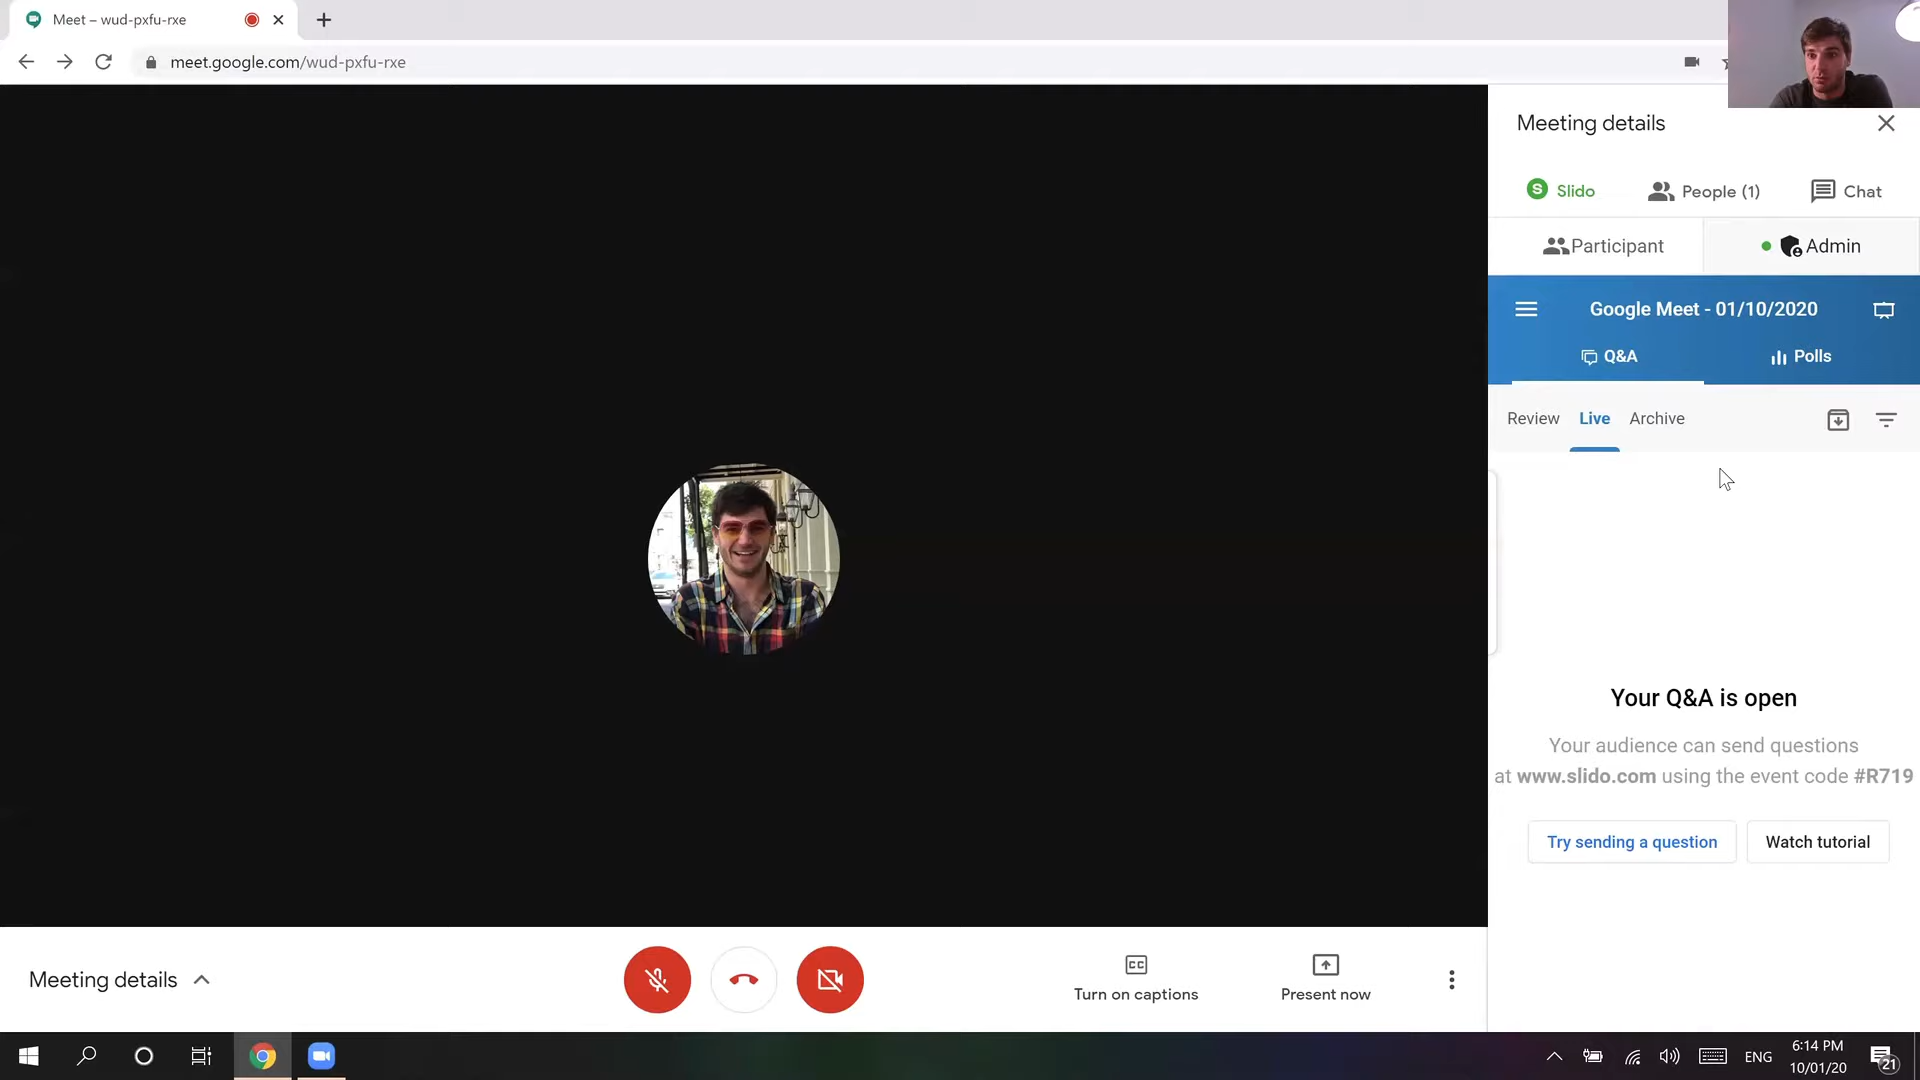 Meet – wud-pxfu-rxe
meet.google.com/wud-pxfu-rxe
Meeting details
S Slido
People (1)
Chat
Participant
Admin
Google Meet - 01/10/2020
Q&A
Polls
Review
Live
Archive
Your Q&A is open
Your audience can send questions
at www.slido.com using the event code #R719
Try sending a question
Watch tutorial
Meeting details
CC
Turn on captions
Present now
ENG
6:14 PM
10/01/20
21